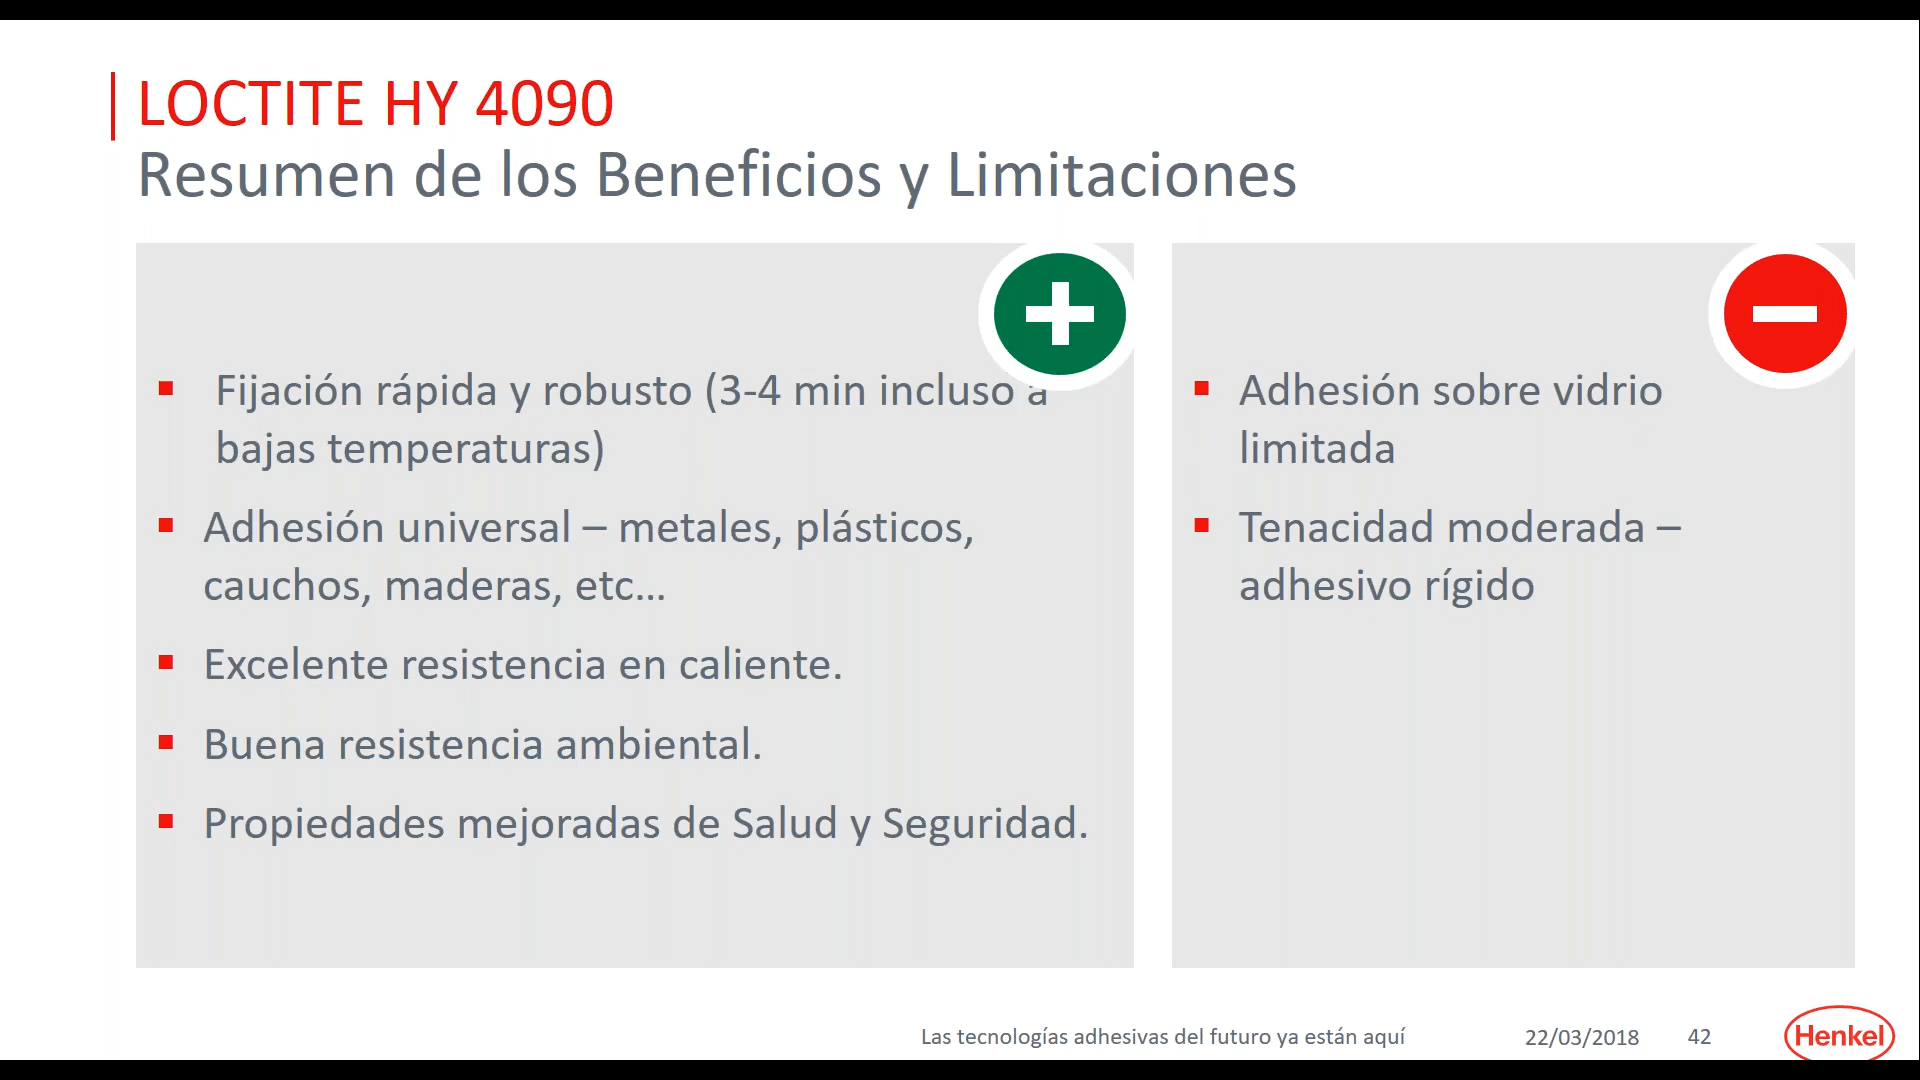 LOCTITE HY 4090
Resumen de los Beneficios y Limitaciones
Fijación rápida y robusto (3-4 min incluso a
bajas temperaturas)
Adhesión universal – metales, plásticos,
cauchos, maderas, etc…
Excelente resistencia en caliente.
Buena resistencia ambiental.
Propiedades mejoradas de Salud y Seguridad.
Adhesión sobre vidrio
limitada
Tenacidad moderada –
adhesivo rígido
Las tecnologías adhesivas del futuro ya están aquí
22/03/2018
42
Henkel